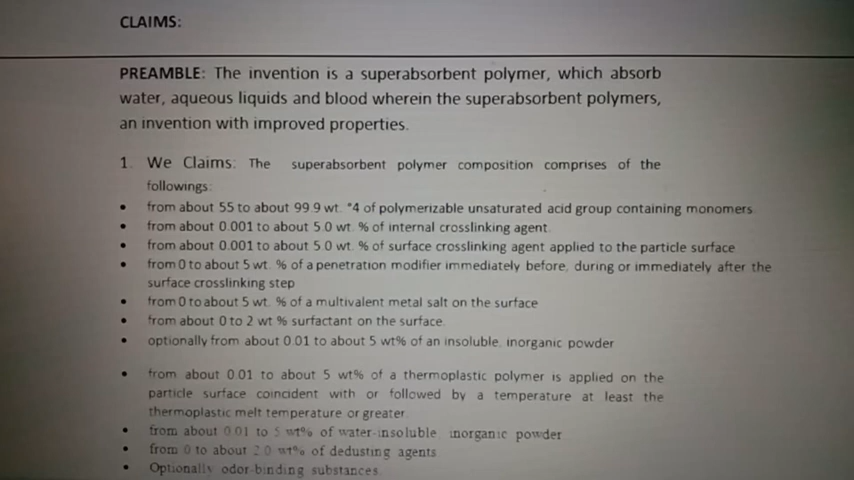 CLAIMS:
PREAMBLE: The invention is a superabsorbent polymer, which absorb
water, aqueous liquids and blood wherein the superabsorbent polymers,
an invention with improved properties.
1. We Claims: The superabsorbent polymer composition comprises of the
followings:
• from about 55 to about 99.9 wt. *4 of polymerizable unsaturated acid group containing monomers
• from about 0.001 to about 5.0 wt. % of internal crosslinking agent
• from about 0.001 to about 5.0 wt. % of surface crosslinking agent applied to the particle surface
• from 0 to about 5 wt. % of a penetration modifier immediately before, during or immediately after the
surface crosslinking step
• from 0 to about 5 wt. % of a multivalent metal salt on the surface
• from about 0 to 2 wt % surfactant on the surface
• optionally from about 0.01 to about 5 wt% of an insoluble, inorganic powder
• from about 0.01 to about 5 wt% of a thermoplastic polymer is applied on the
particle surface coincident with or followed by a temperature at least the
thermoplastic melt temperature or greater
• from about 0.01 to 5 wt% of water-insoluble inorganic powder
• from 0 to about 2.0 wt% of dedusting agents
• Optionally odor-binding substances.